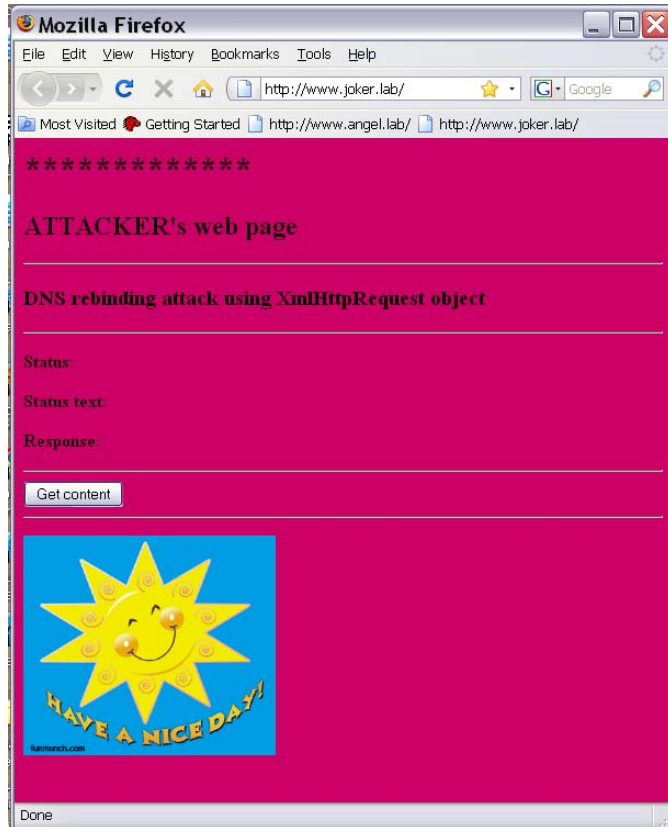 Mozilla Firefox
File Edit View History Bookmarks Tools Help
http://www.joker.lab/ G Google
Most Visited Getting Started http://www.angel.lab/ http://www.joker.lab/
*************
ATTACKER's web page
DNS rebinding attack using XmlHttpRequest object
Status:
Status text:
Response:
Get content
HAVE A NICE DAY!
funmunch.com
Done